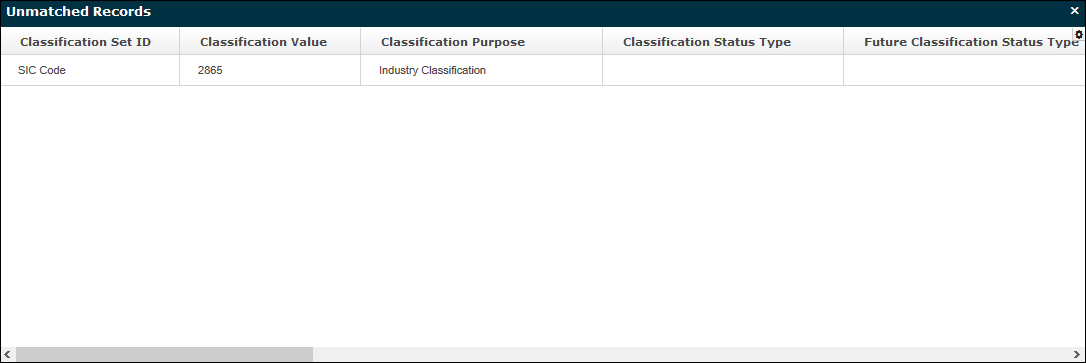 Unmatched Records
Classification Set ID Classification Value Classification Purpose Classification Status Type Future Classification Status Type
SIC Code 2865 Industry Classification